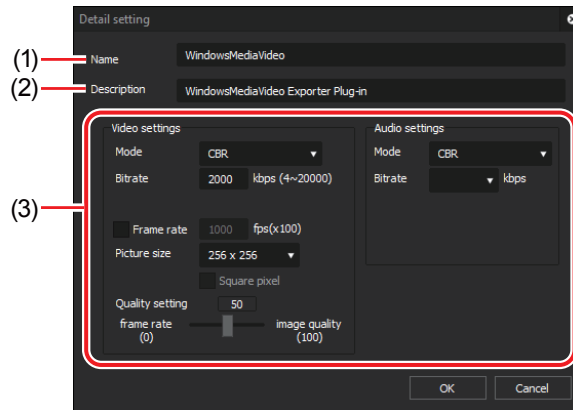 Detail setting
(1) Name WindowsMediaVideo
(2) Description WindowsMediaVideo Exporter Plug-in
(3)
Video settings
Mode CBR
Bitrate 2000 kbps (4~20000)
Frame rate 1000 fps(x100)
Picture size 256 x 256
Square pixel
Quality setting 50
frame rate image quality
(0) (100)
Audio settings
Mode CBR
Bitrate kbps
OK Cancel